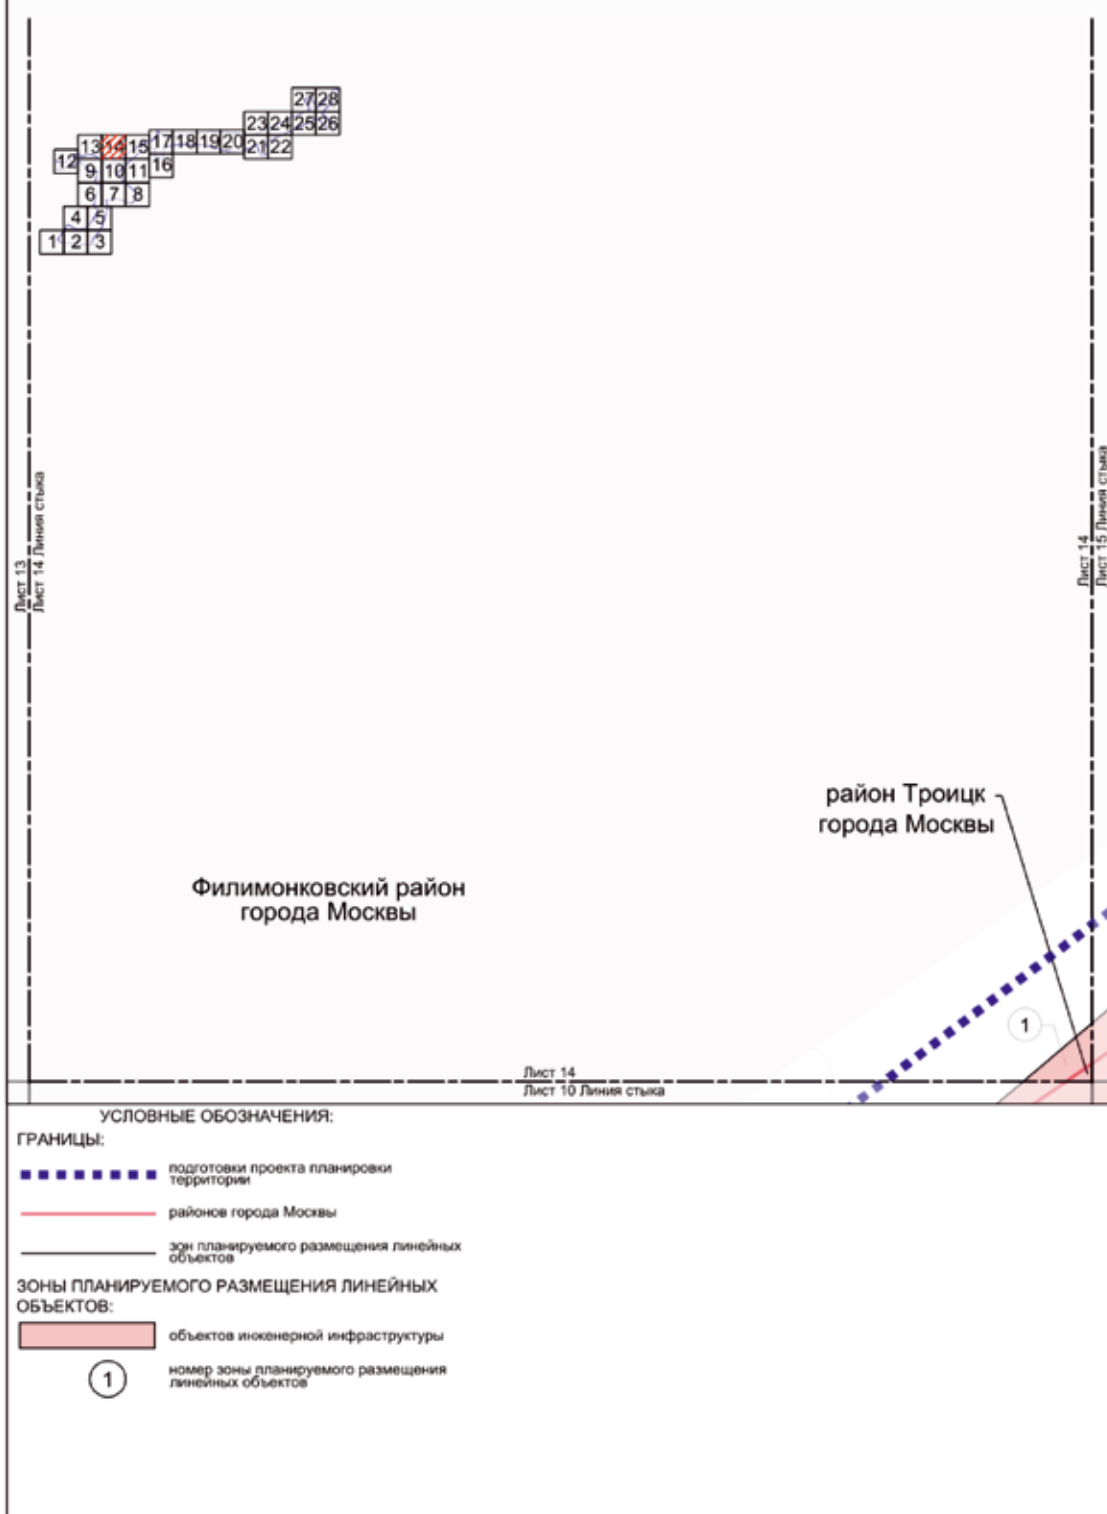 27 28
23 24 25 26
13 14 15 17 18 19 20 21 22
12 9 10 11 16
6 7 8
4 5
1 2 3
Лист 13
Лист 14 Линия стыка
Лист 14
Лист 15 Линия стыка
район Троицк
города Москвы
Филимонковский район
города Москвы
1
Лист 14
Лист 10 Линия стыка
УСЛОВНЫЕ ОБОЗНАЧЕНИЯ:
ГРАНИЦЫ:
подготовки проекта планировки
территории
районов города Москвы
зон планируемого размещения линейных
объектов
ЗОНЫ ПЛАНИРУЕМОГО РАЗМЕЩЕНИЯ ЛИНЕЙНЫХ
ОБЪЕКТОВ:
объектов инженерной инфраструктуры
1
номер зоны планируемого размещения
линейных объектов